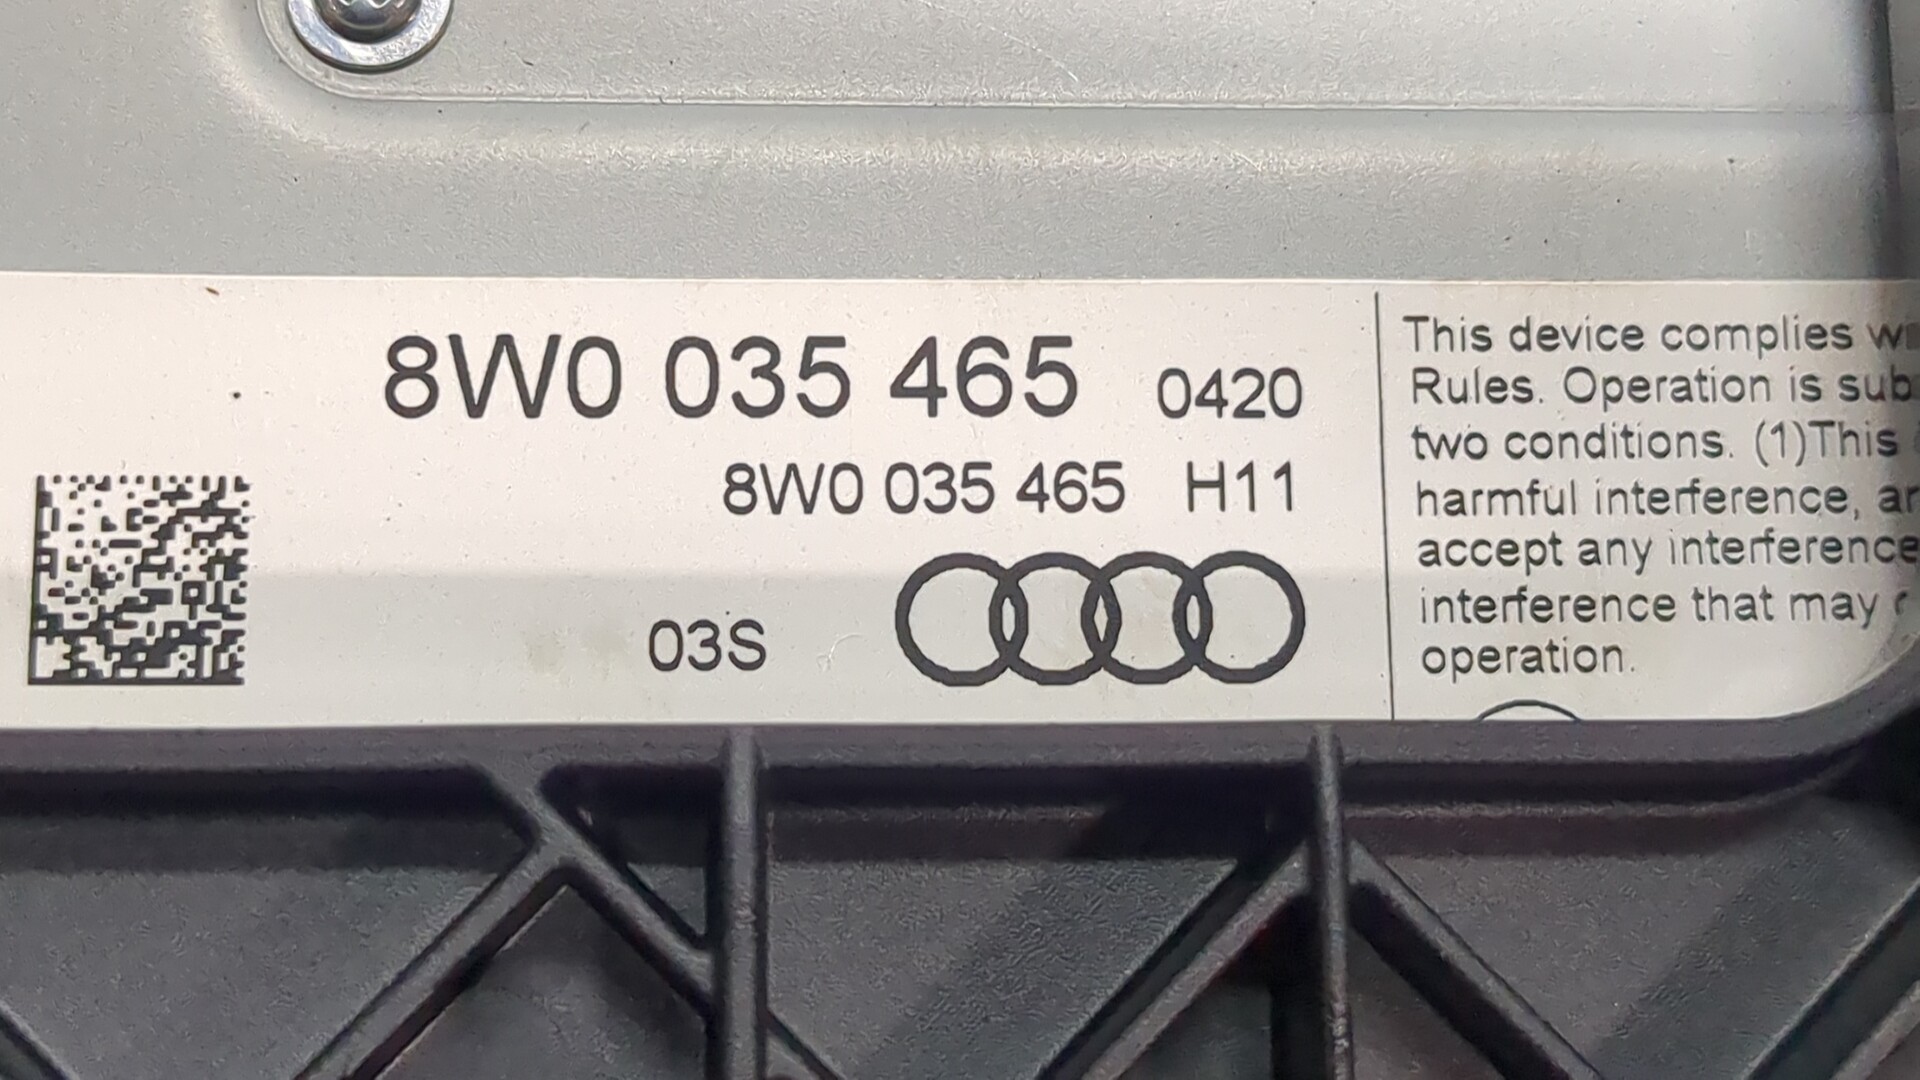 8W0 035 465 0420
8W0 035 465 H11
03S
This device complies
Rules. Operation is
two conditions. (1)This
harmful interference,
accept any interference
interference that may
operation.